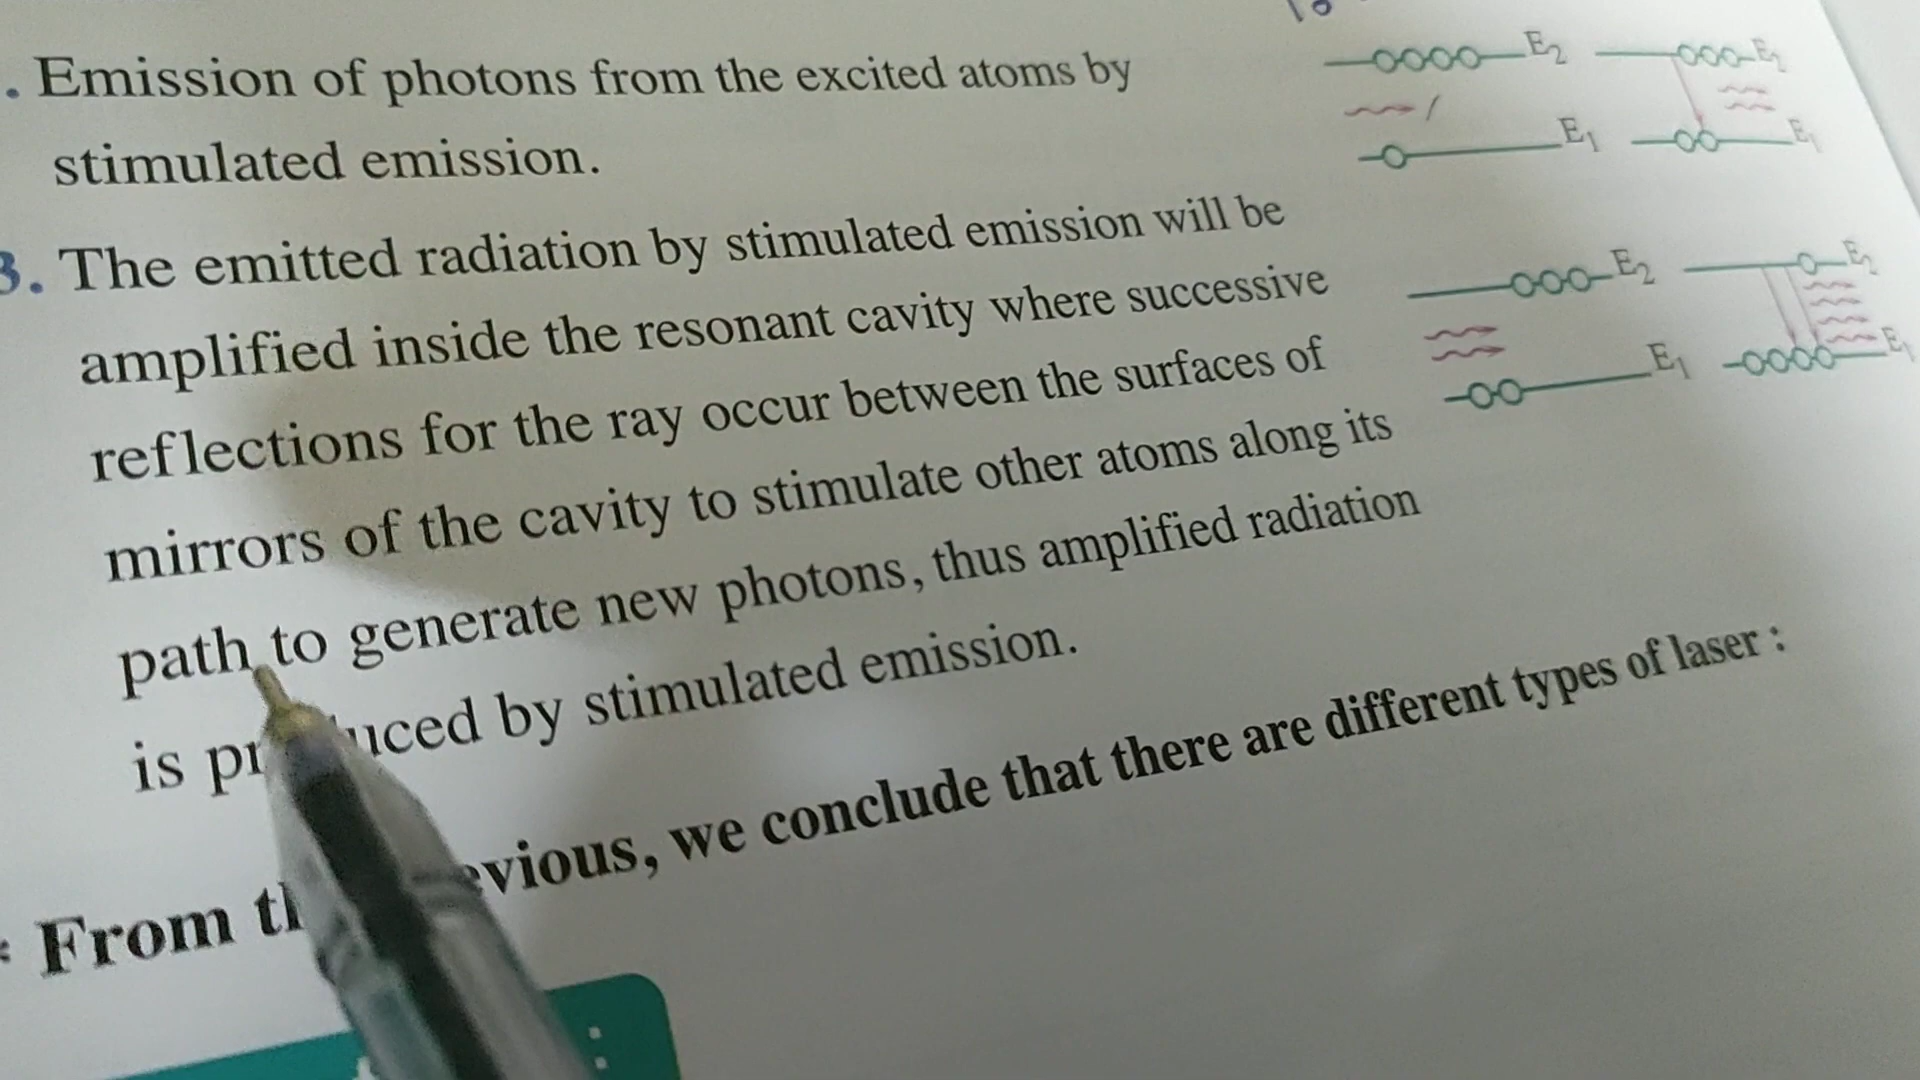 . Emission of photons from the excited atoms by
stimulated emission.
E₂ E₂
E₁ E₁
3. The emitted radiation by stimulated emission will be
amplified inside the resonant cavity where successive
reflections for the ray occur between the surfaces of
mirrors of the cavity to stimulate other atoms along its
path to generate new photons, thus amplified radiation
is by stimulated emission.
E₂ E₂
E₁ E₁
From we conclude that there are different types of laser :